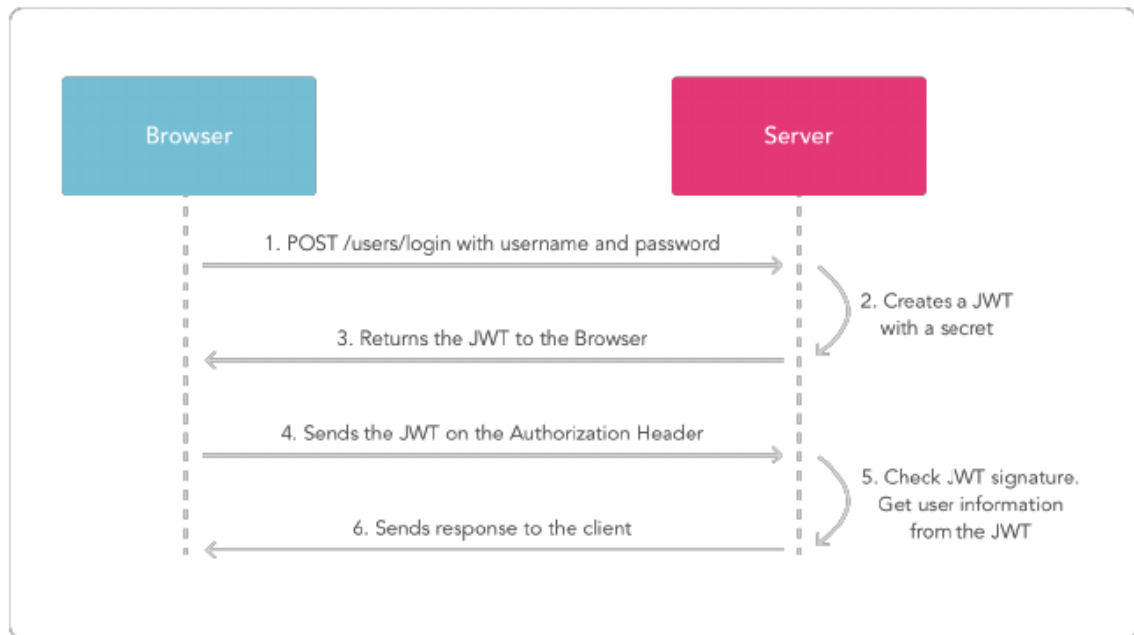 Browser
Server
1. POST /users/login with username and password
2. Creates a JWT
with a secret
3. Returns the JWT to the Browser
4. Sends the JWT on the Authorization Header
5. Check JWT signature.
Get user information
from the JWT
6. Sends response to the client